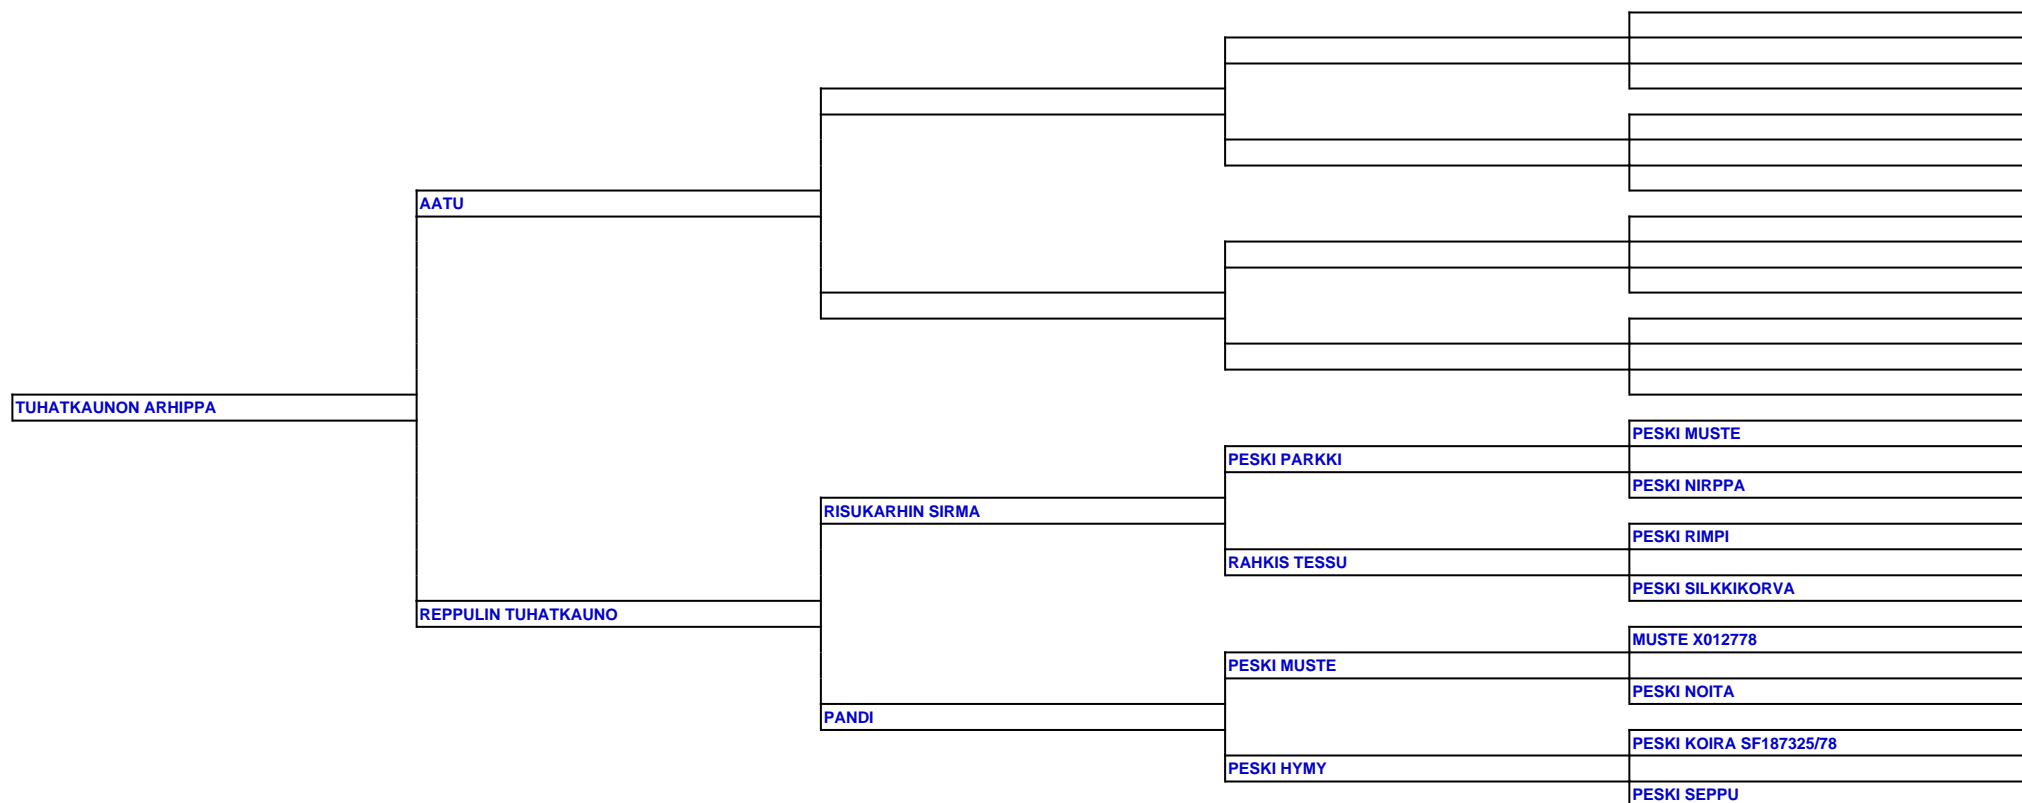 AATU
TUHATKAUNON ARHIPPA
PESKI MUSTE
PESKI PARKKI
PESKI NIRPPA
RISUKARHIN SIRMA
PESKI RIMPI
RAHKIS TESSU
PESKI SILKKIKORVA
REPPULIN TUHATKAUNO
MUSTE X012778
PESKI MUSTE
PESKI NOITA
PANDI
PESKI KOIRA SF187325/78
PESKI HYMY
PESKI SEPPU